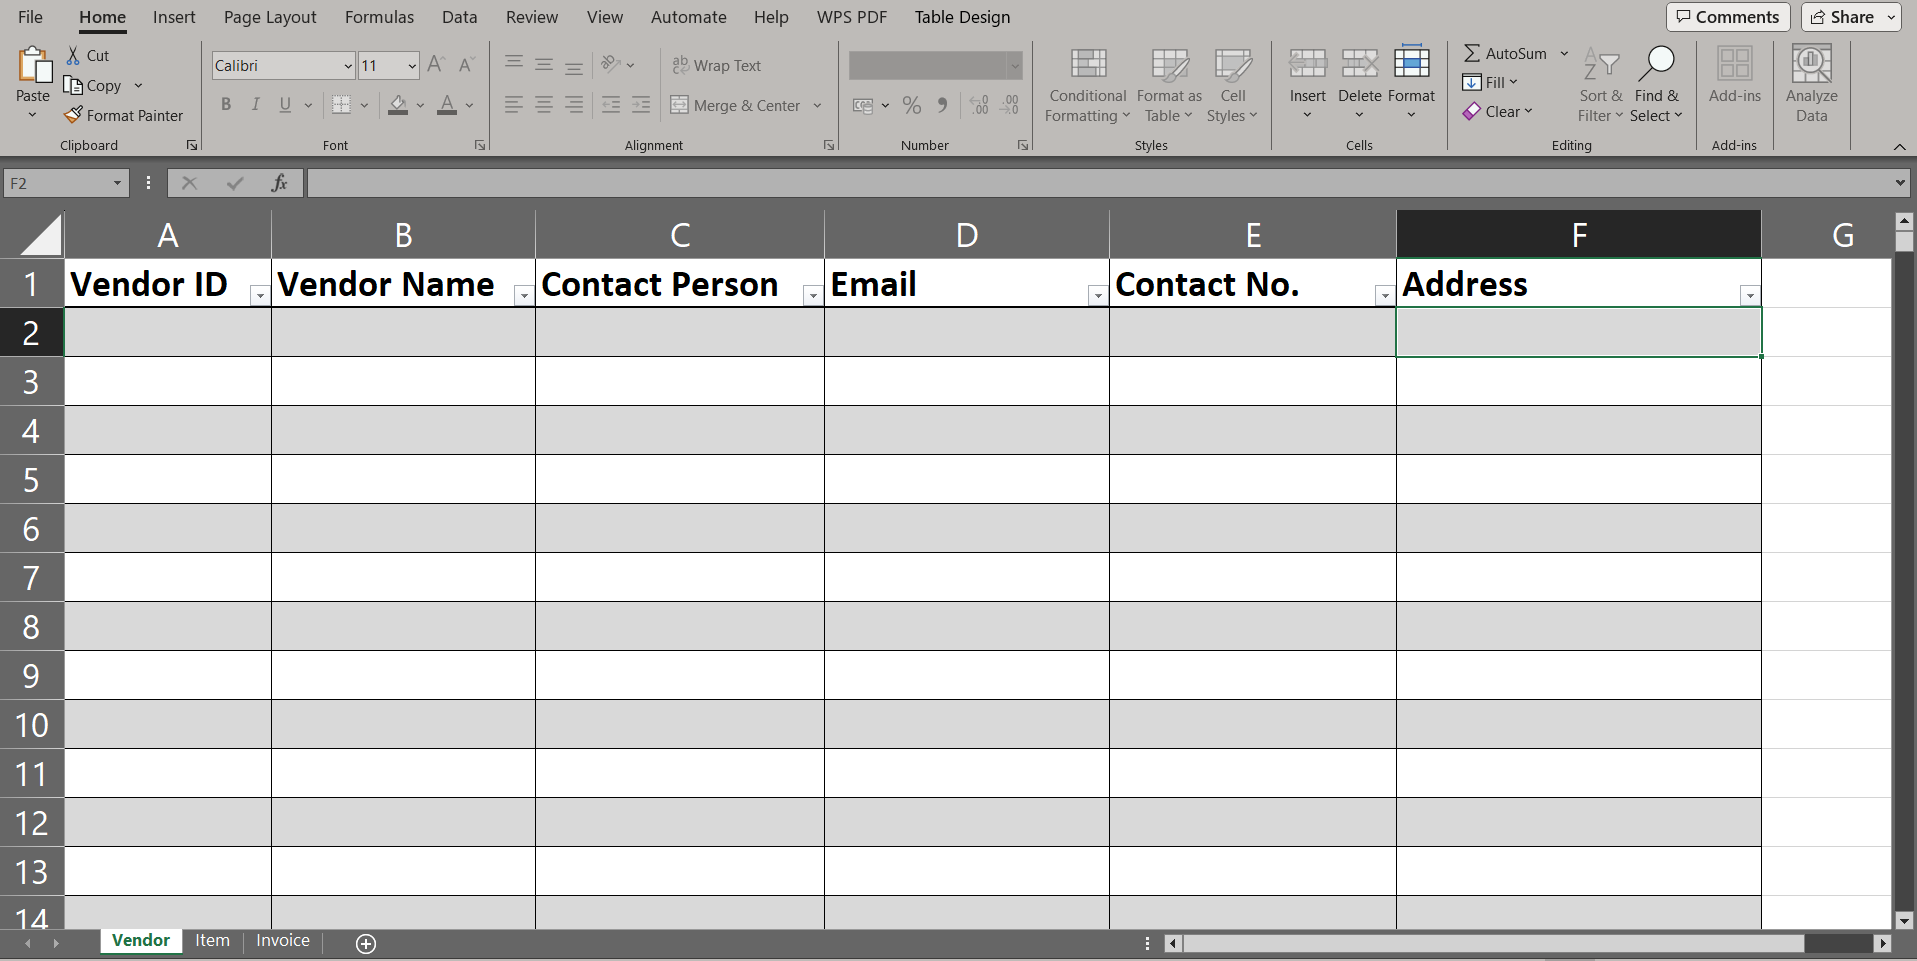 File Home Insert Page Layout Formulas Data Review View Automate Help WPS PDF Table Design Comments Share
Paste Cut Copy Format Painter Clipboard
Calibri 11 B I U Font
ab Wrap Text Merge & Center Alignment
% Number
Conditional Formatting Format as Table Cell Styles Styles
Insert Delete Format Cells
AutoSum Fill Clear Sort & Filter Find & Select Editing
Add-ins Add-ins
Analyze Data
F2 fx
A B C D E F G
1 Vendor ID Vendor Name Contact Person Email Contact No. Address
2
3
4
5
6
7
8
9
10
11
12
13
14
Vendor Item Invoice